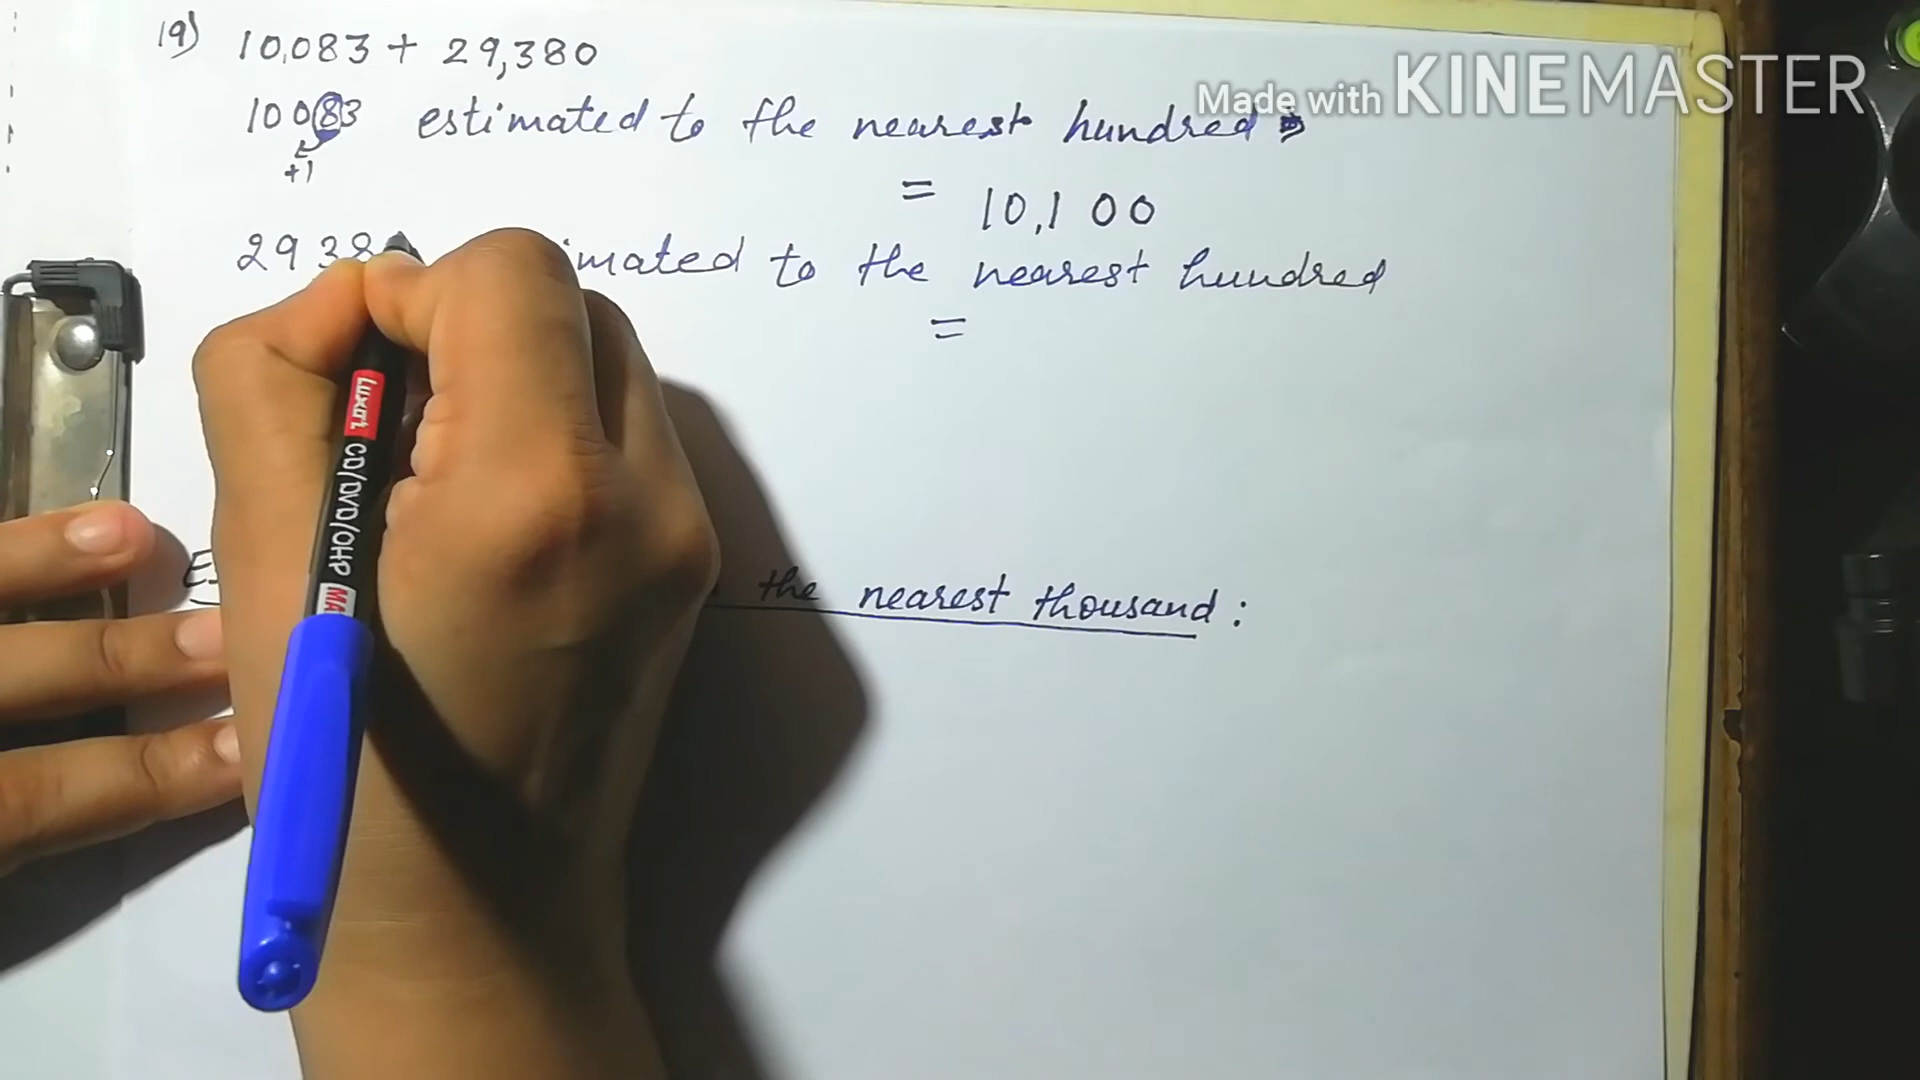 19) 10,083 + 29,380
Made with KINEMASTER
10083 estimated to the nearest hundred
+1
= 10,100
2938 to the nearest hundred
=
the nearest thousand :
Luxor CD/DVD/OHP MA